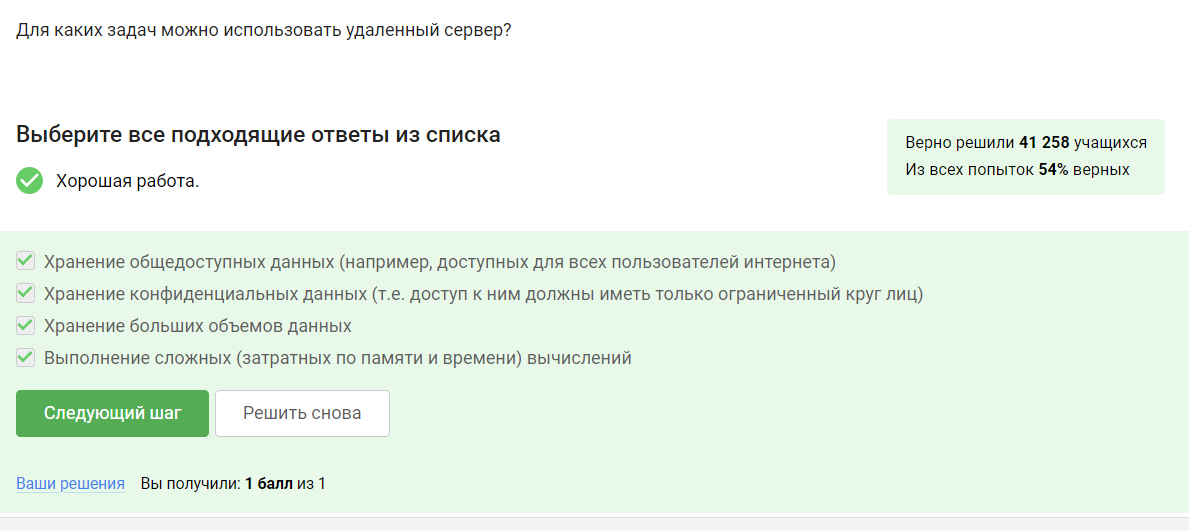 Для каких задач можно использовать удаленный сервер?
Выберите все подходящие ответы из списка
Хорошая работа.
Верно решили 41 258 учащихся
Из всех попыток 54% верных
Хранение общедоступных данных (например, доступных для всех пользователей интернета)
Хранение конфиденциальных данных (т.е. доступ к ним должны иметь только ограниченный круг лиц)
Хранение больших объемов данных
Выполнение сложных (затратных по памяти и времени) вычислений
Следующий шаг
Решить снова
Ваши решения Вы получили: 1 балл из 1